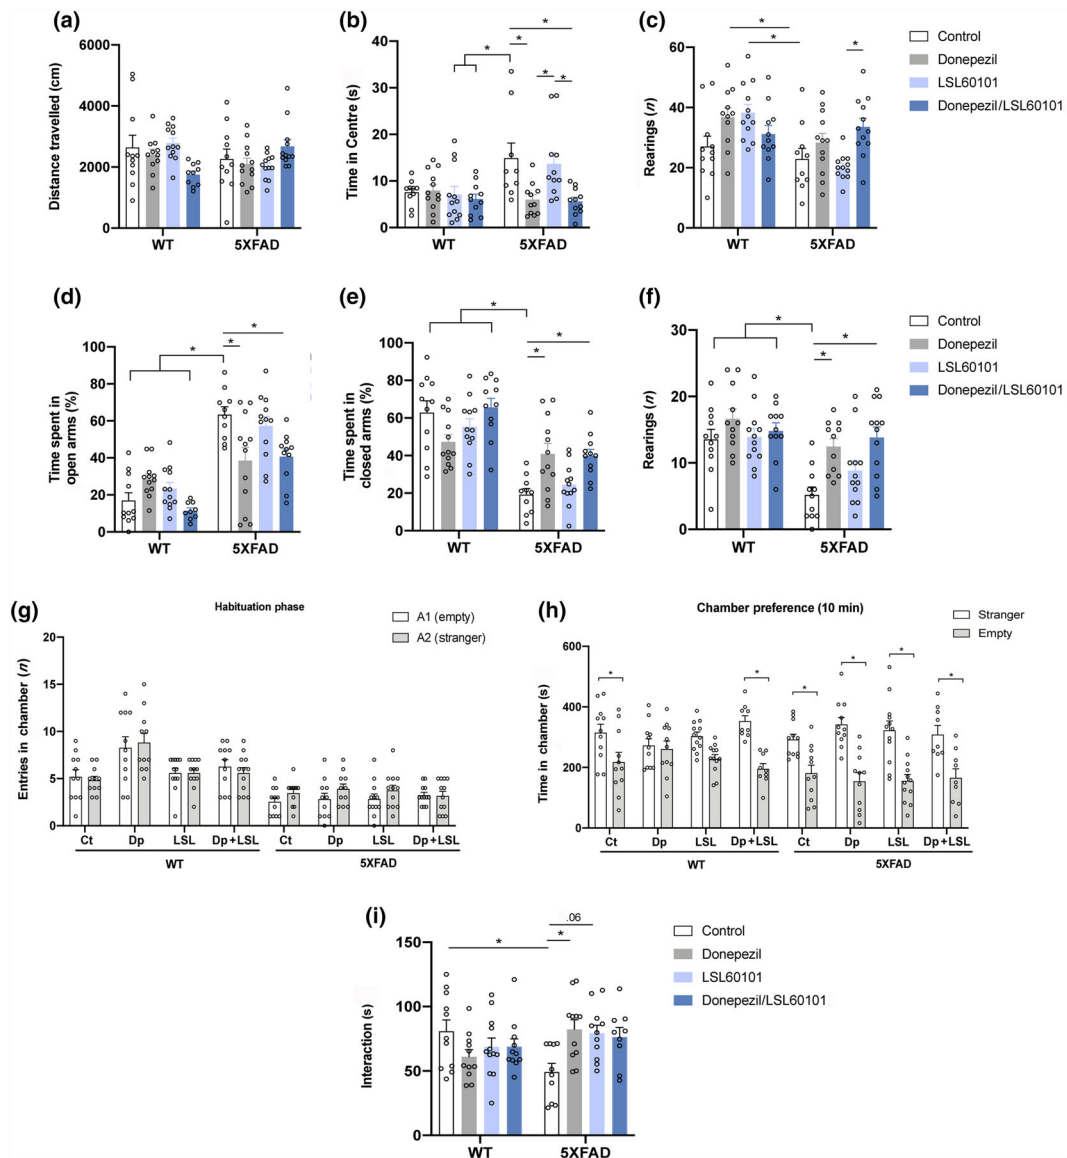 (a)
6000
4000
2000
0
Distance travelled (cm)
WT
5XFAD
(b)
40
30
20
10
0
Time in Centre (s)
*
*
*
*
*
WT
5XFAD
(c)
60
40
20
0
Rearings (n)
*
*
*
WT
5XFAD
Control
Donepezil
LSL60101
Donepezil/LSL60101
(d)
100
80
60
40
20
0
Time spent in
open arms (%)
*
*
*
WT
5XFAD
(e)
100
80
60
40
20
0
Time spent in
closed arms (%)
*
*
*
WT
5XFAD
(f)
30
20
10
0
Rearings (n)
*
*
*
WT
5XFAD
Control
Donepezil
LSL60101
Donepezil/LSL60101
(g)
Habituation phase
A1 (empty)
A2 (stranger)
20
15
10
5
0
Entries in chamber (n)
Ct Dp LSL Dp+LSL Ct Dp LSL Dp+LSL
WT 5XFAD
(h)
Chamber preference (10 min)
Stranger
Empty
600
400
200
0
Time in chamber (s)
* * * * * *
Ct Dp LSL Dp+LSL Ct Dp LSL Dp+LSL
WT 5XFAD
(i)
150
100
50
0
Interaction (s)
.06
*
*
WT
5XFAD
Control
Donepezil
LSL60101
Donepezil/LSL60101